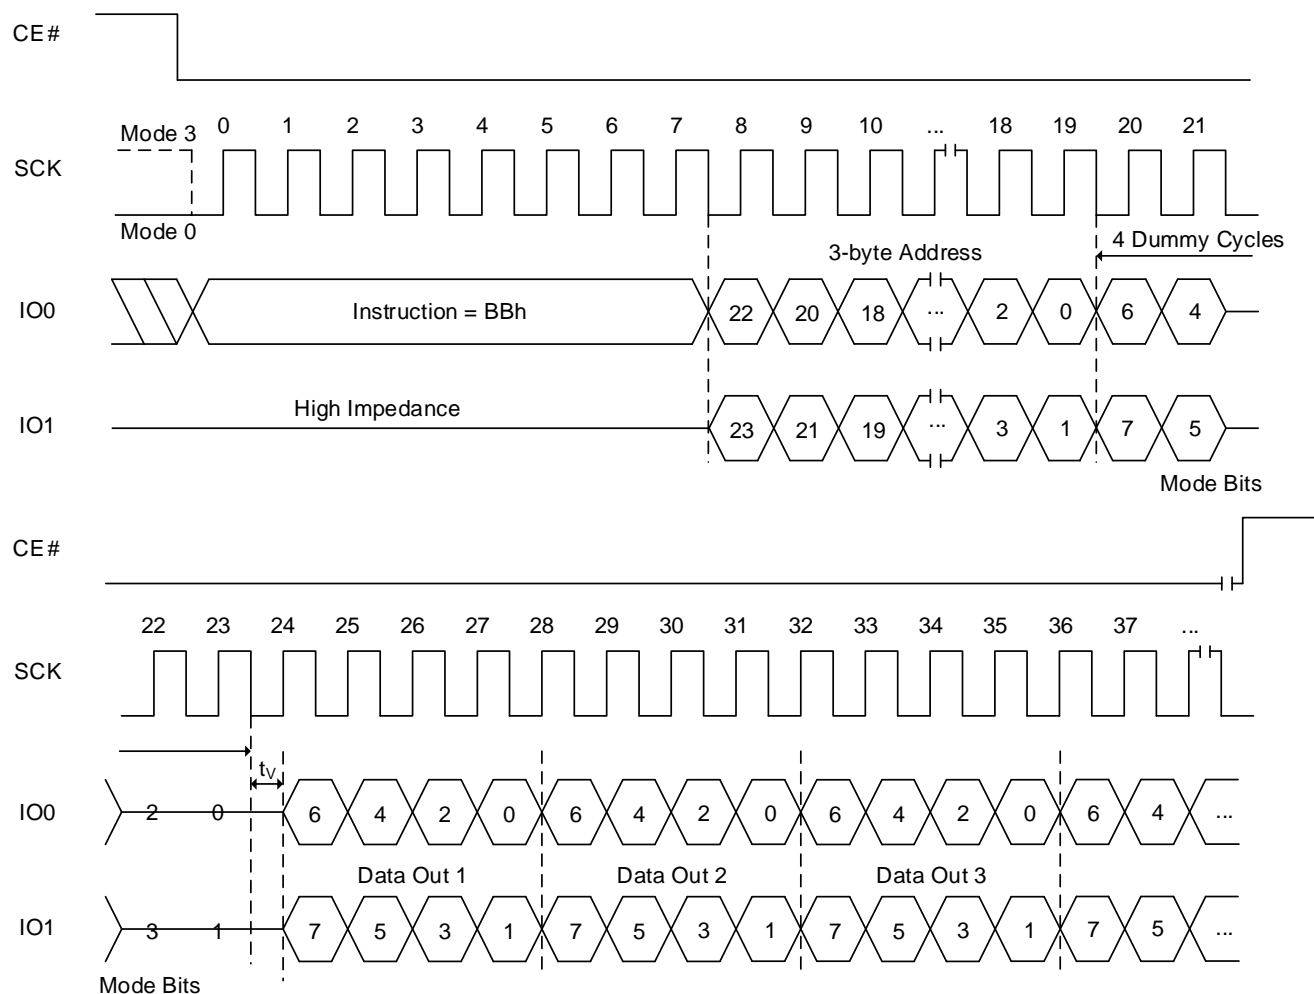 CE#
Mode 3 0 1 2 3 4 5 6 7 8 9 10 ... 18 19 20 21
SCK
Mode 0
3-byte Address 4 Dummy Cycles
IO0 Instruction = BBh 22 20 18 ... 2 0 6 4
High Impedance
IO1 23 21 19 ... 3 1 7 5
Mode Bits
CE#
22 23 24 25 26 27 28 29 30 31 32 33 34 35 36 37 ...
SCK
tV
IO0 2 0 6 4 2 0 6 4 2 0 6 4 2 0 6 4 ...
Data Out 1 Data Out 2 Data Out 3
IO1 3 1 7 5 3 1 7 5 3 1 7 5 3 1 7 5 ...
Mode Bits